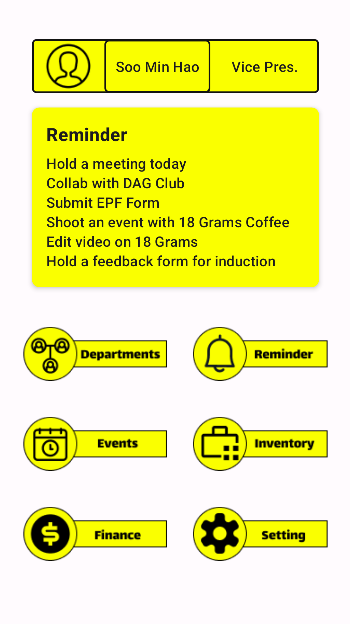 Soo Min Hao
Vice Pres.
Reminder
Hold a meeting today
Collab with DAG Club
Submit EPF Form
Shoot an event with 18 Grams Coffee
Edit video on 18 Grams
Hold a feedback form for induction
Departments
Reminder
Events
Inventory
$
Finance
Setting